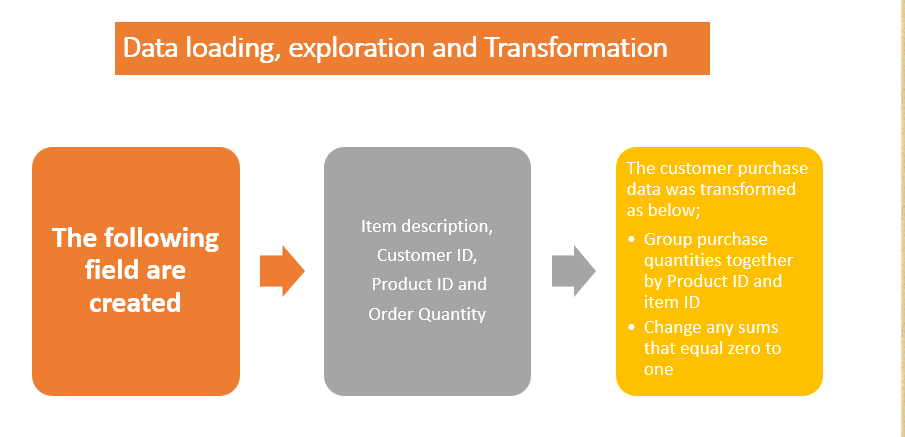 Data loading, exploration and Transformation
The following
field are
created
Item description,
Customer ID,
Product ID and
Order Quantity
The customer purchase
data was transformed
as below;
• Group purchase
quantities together
by Product ID and
item ID
• Change any sums
that equal zero to
one